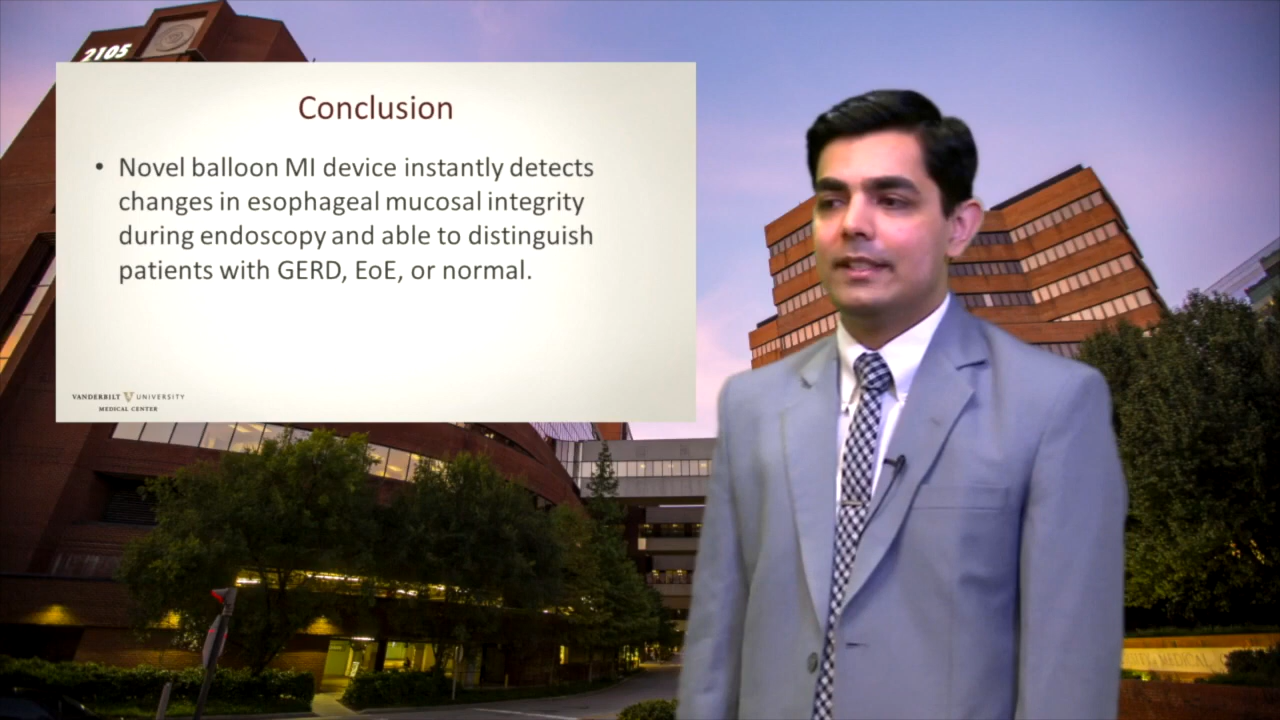 2105
Conclusion
• Novel balloon MI device instantly detects
changes in esophageal mucosal integrity
during endoscopy and able to distinguish
patients with GERD, EoE, or normal.
VANDERBILT V UNIVERSITY
MEDICAL CENTER
MEDICAL